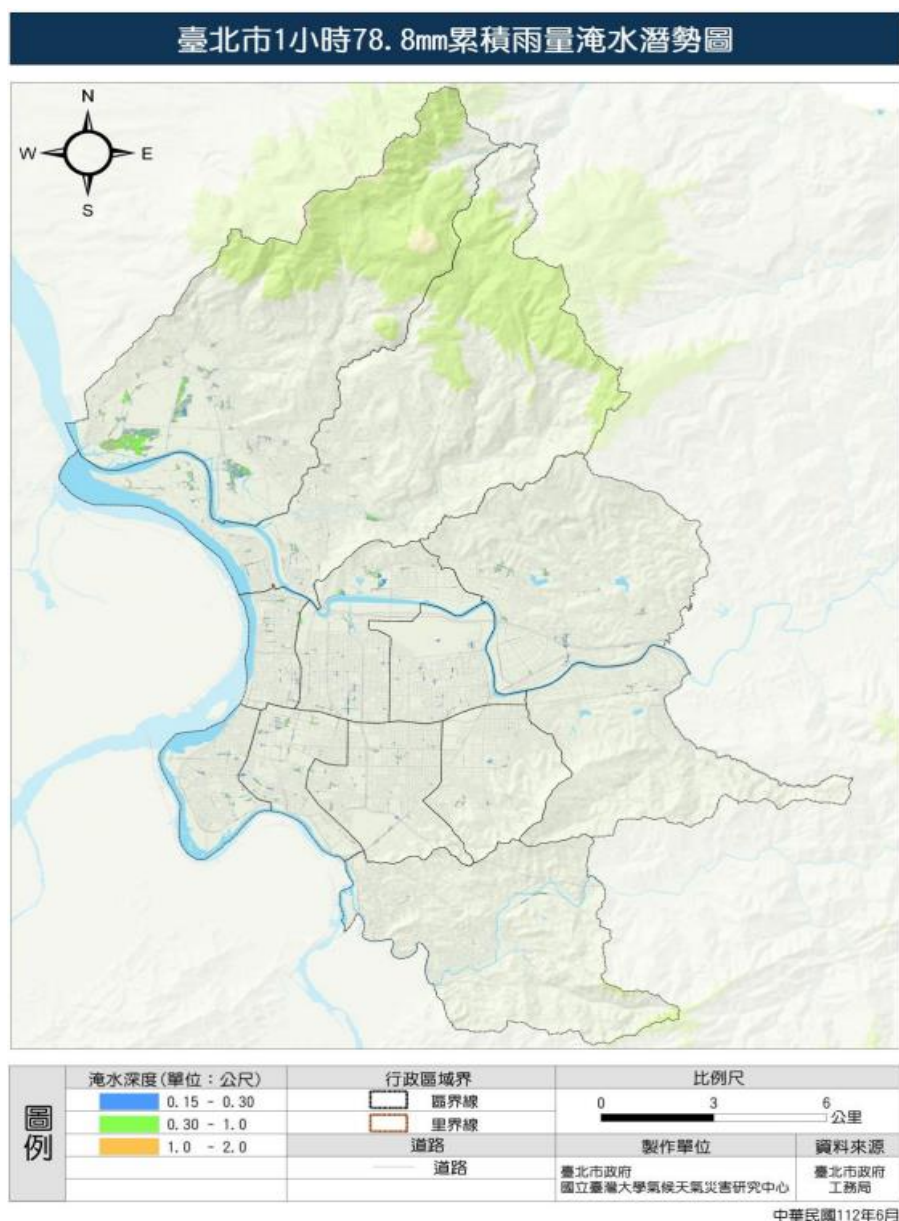 臺北市1小時78.8mm累積雨量淹水潛勢圖
N
W E
S
圖例
淹水深度(單位：公尺)
0.15 - 0.30
0.30 - 1.0
1.0 - 2.0
行政區域界
區界線
里界線
道路
道路
比例尺
0 3 6
公里
製作單位
臺北市政府
國立臺灣大學氣候天氣災害研究中心
資料來源
臺北市政府
工務局
中華民國112年6月